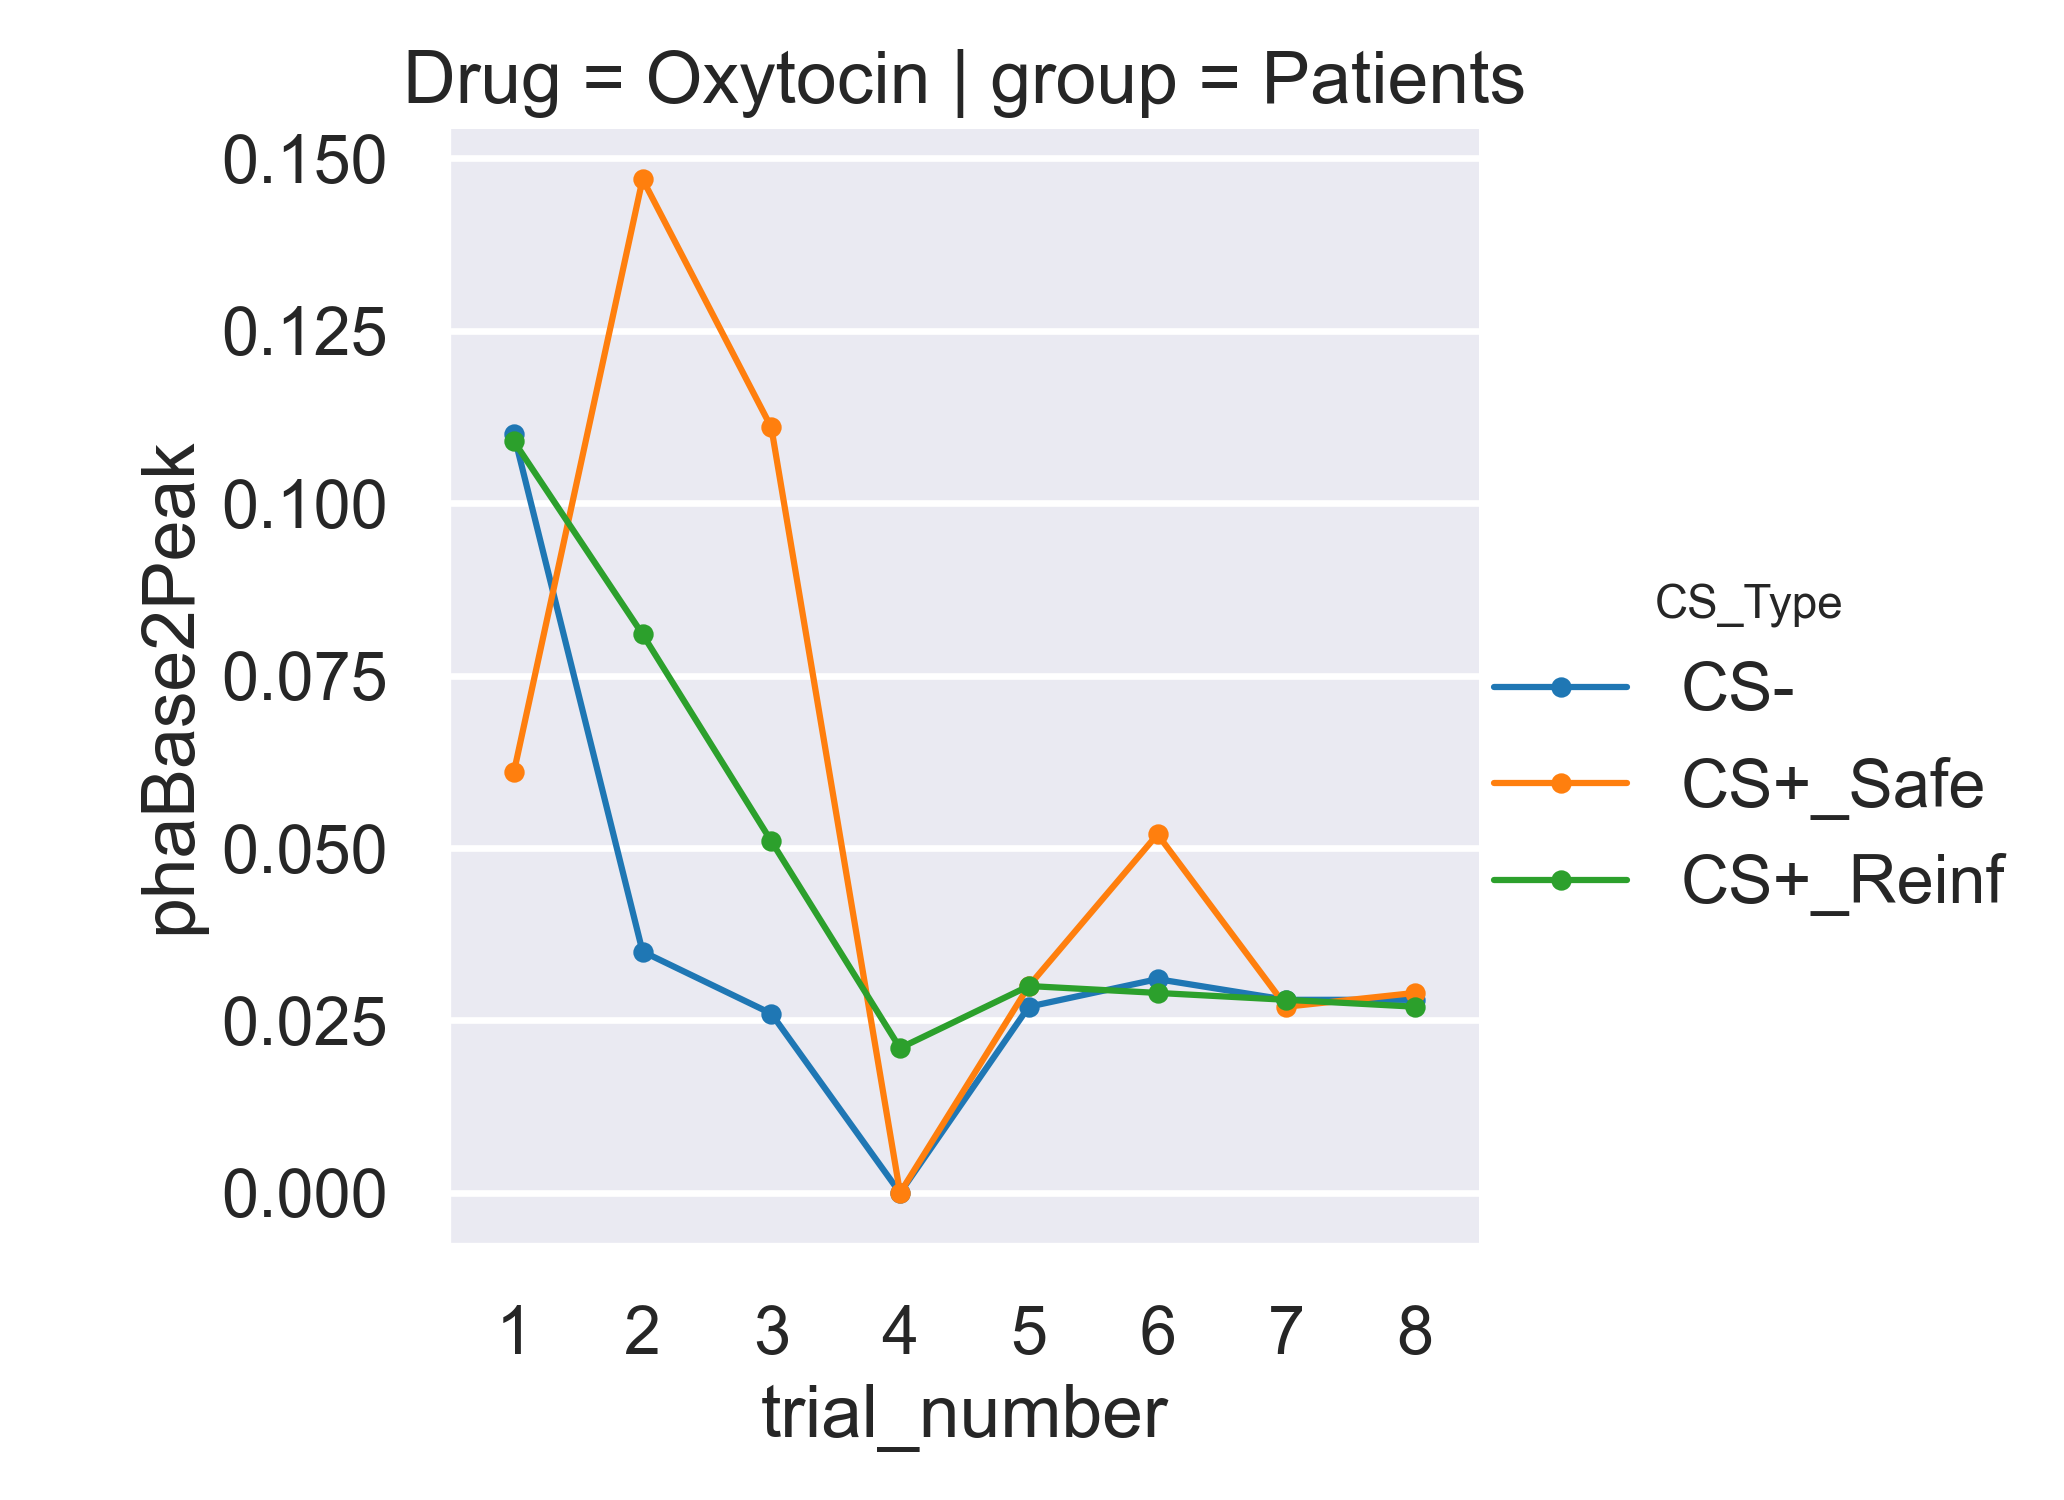 Drug = Oxytocin | group = Patients
0.150
0.125
0.100
0.075
0.050
0.025
0.000
phaBase2Peak
1 2 3 4 5 6 7 8
trial_number
CS_Type
CS-
CS+_Safe
CS+_Reinf